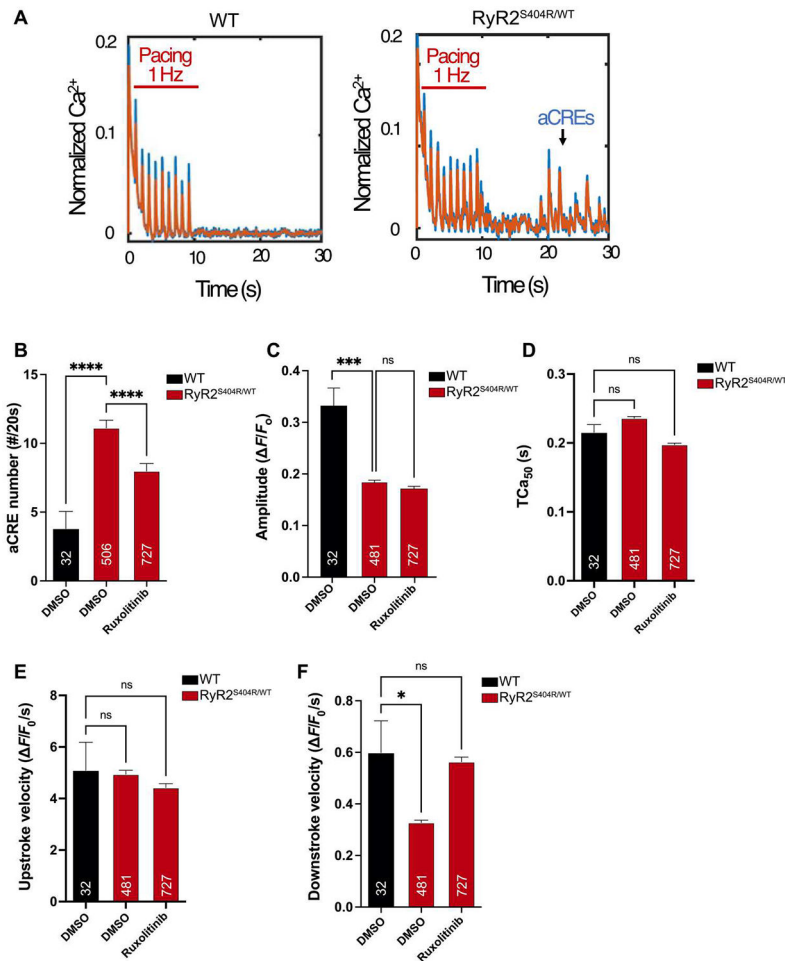 A
WT
RyR2S404R/WT
Pacing
1 Hz
Pacing
1 Hz
aCREs
Normalized Ca2+
0.2
0.1
0
0 10 20 30
Time (s)
Normalized Ca2+
0.2
0.1
0
0 10 20 30
Time (s)
B
WT
RyR2S404R/WT
****
****
aCRE number (#/20s)
15
10
5
0
32
506
727
DMSO
DMSO
Ruxolitinib
C
WT
RyR2S404R/WT
***
ns
Amplitude (ΔF/Fo)
0.4
0.3
0.2
0.1
0.0
32
481
727
DMSO
DMSO
Ruxolitinib
D
WT
RyR2S404R/WT
ns
ns
TCa50 (s)
0.3
0.2
0.1
0.0
32
481
727
DMSO
DMSO
Ruxolitinib
E
WT
RyR2S404R/WT
ns
ns
Upstroke velocity (ΔF/F0/s)
8
6
4
2
0
32
481
727
DMSO
DMSO
Ruxolitinib
F
WT
RyR2S404R/WT
ns
*
Downstroke velocity (ΔF/F0/s)
0.8
0.6
0.4
0.2
0.0
32
481
727
DMSO
DMSO
Ruxolitinib